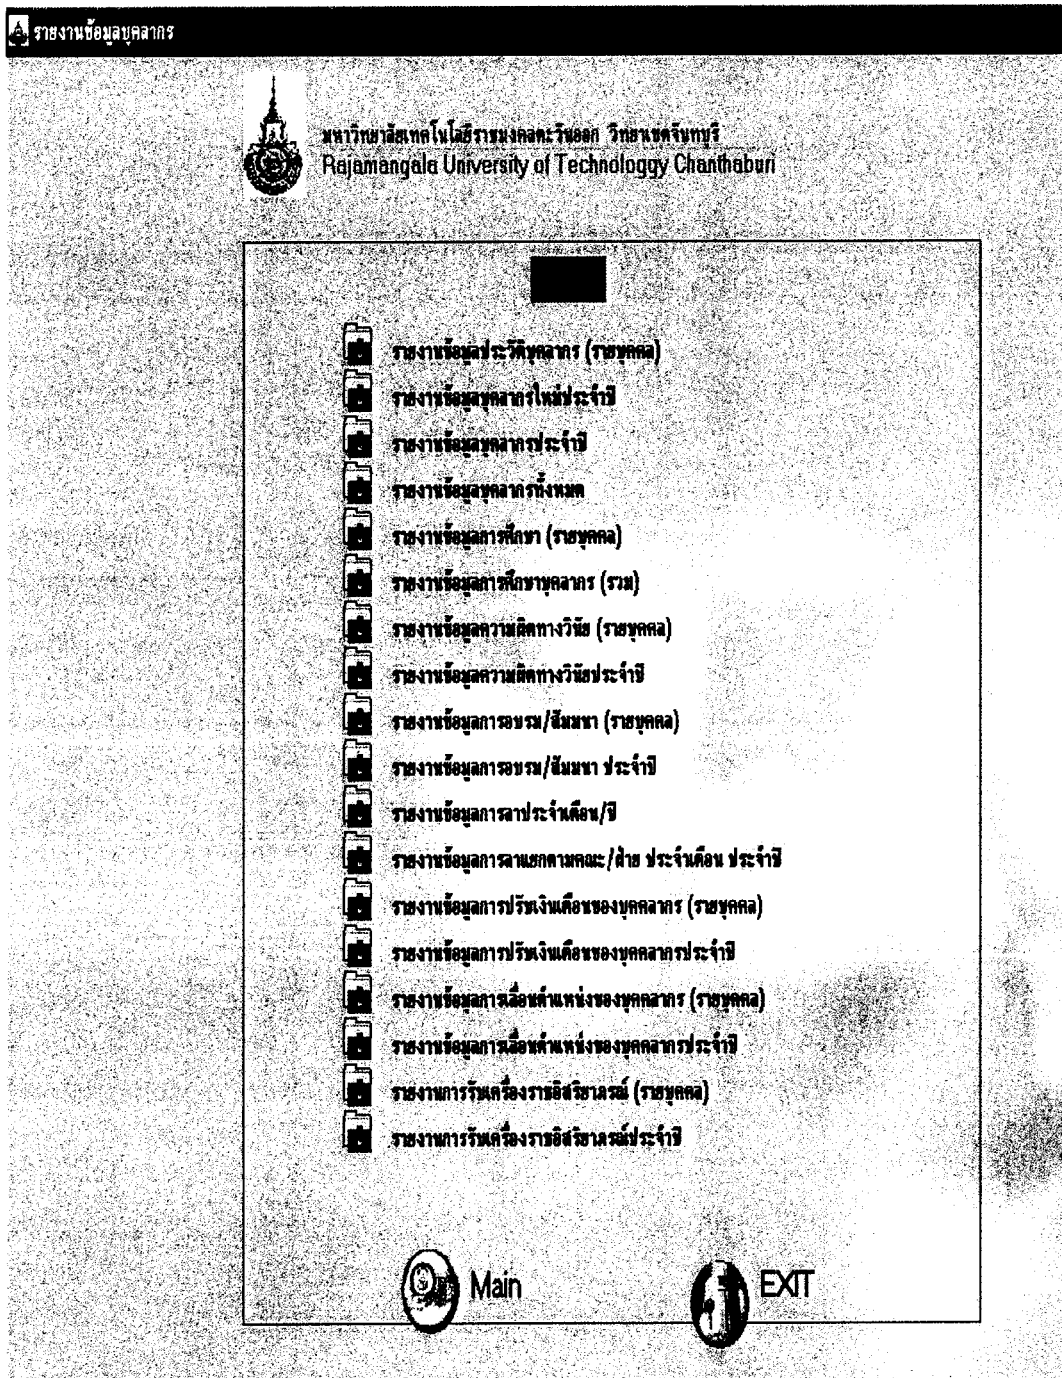 รายงานข้อมูลบุคลากร
มหาวิทยาลัยเทคโนโลยีราชมงคลตะวันออก วิทยาเขตจันทบุรี
Rajamangala University of Technologgy Chanthaburi
รายงานข้อมูลประวัติบุคลากร (รายบุคคล)
รายงานข้อมูลบุคลากรใหม่ประจำปี
รายงานข้อมูลบุคลากรประจำปี
รายงานข้อมูลบุคลากรทั้งหมด
รายงานข้อมูลการศึกษา (รายบุคคล)
รายงานข้อมูลการศึกษาบุคลากร (รวม)
รายงานข้อมูลความผิดทางวินัย (รายบุคคล)
รายงานข้อมูลความผิดทางวินัยประจำปี
รายงานข้อมูลการอบรม/สัมมนา (รายบุคคล)
รายงานข้อมูลการอบรม/สัมมนา ประจำปี
รายงานข้อมูลการลาประจำเดือน/ปี
รายงานข้อมูลการลาแยกตามคณะ/ฝ่าย ประจำเดือน ประจำปี
รายงานข้อมูลการปรับเงินเดือนของบุคคลากร (รายบุคคล)
รายงานข้อมูลการปรับเงินเดือนของบุคคลากรประจำปี
รายงานข้อมูลการเลื่อนตำแหน่งของบุคคลากร (รายบุคคล)
รายงานข้อมูลการเลื่อนตำแหน่งของบุคคลากรประจำปี
รายงานการรับเครื่องราชอิสริยาภรณ์ (รายบุคคล)
รายงานการรับเครื่องราชอิสริยาภรณ์ประจำปี
Main
EXIT